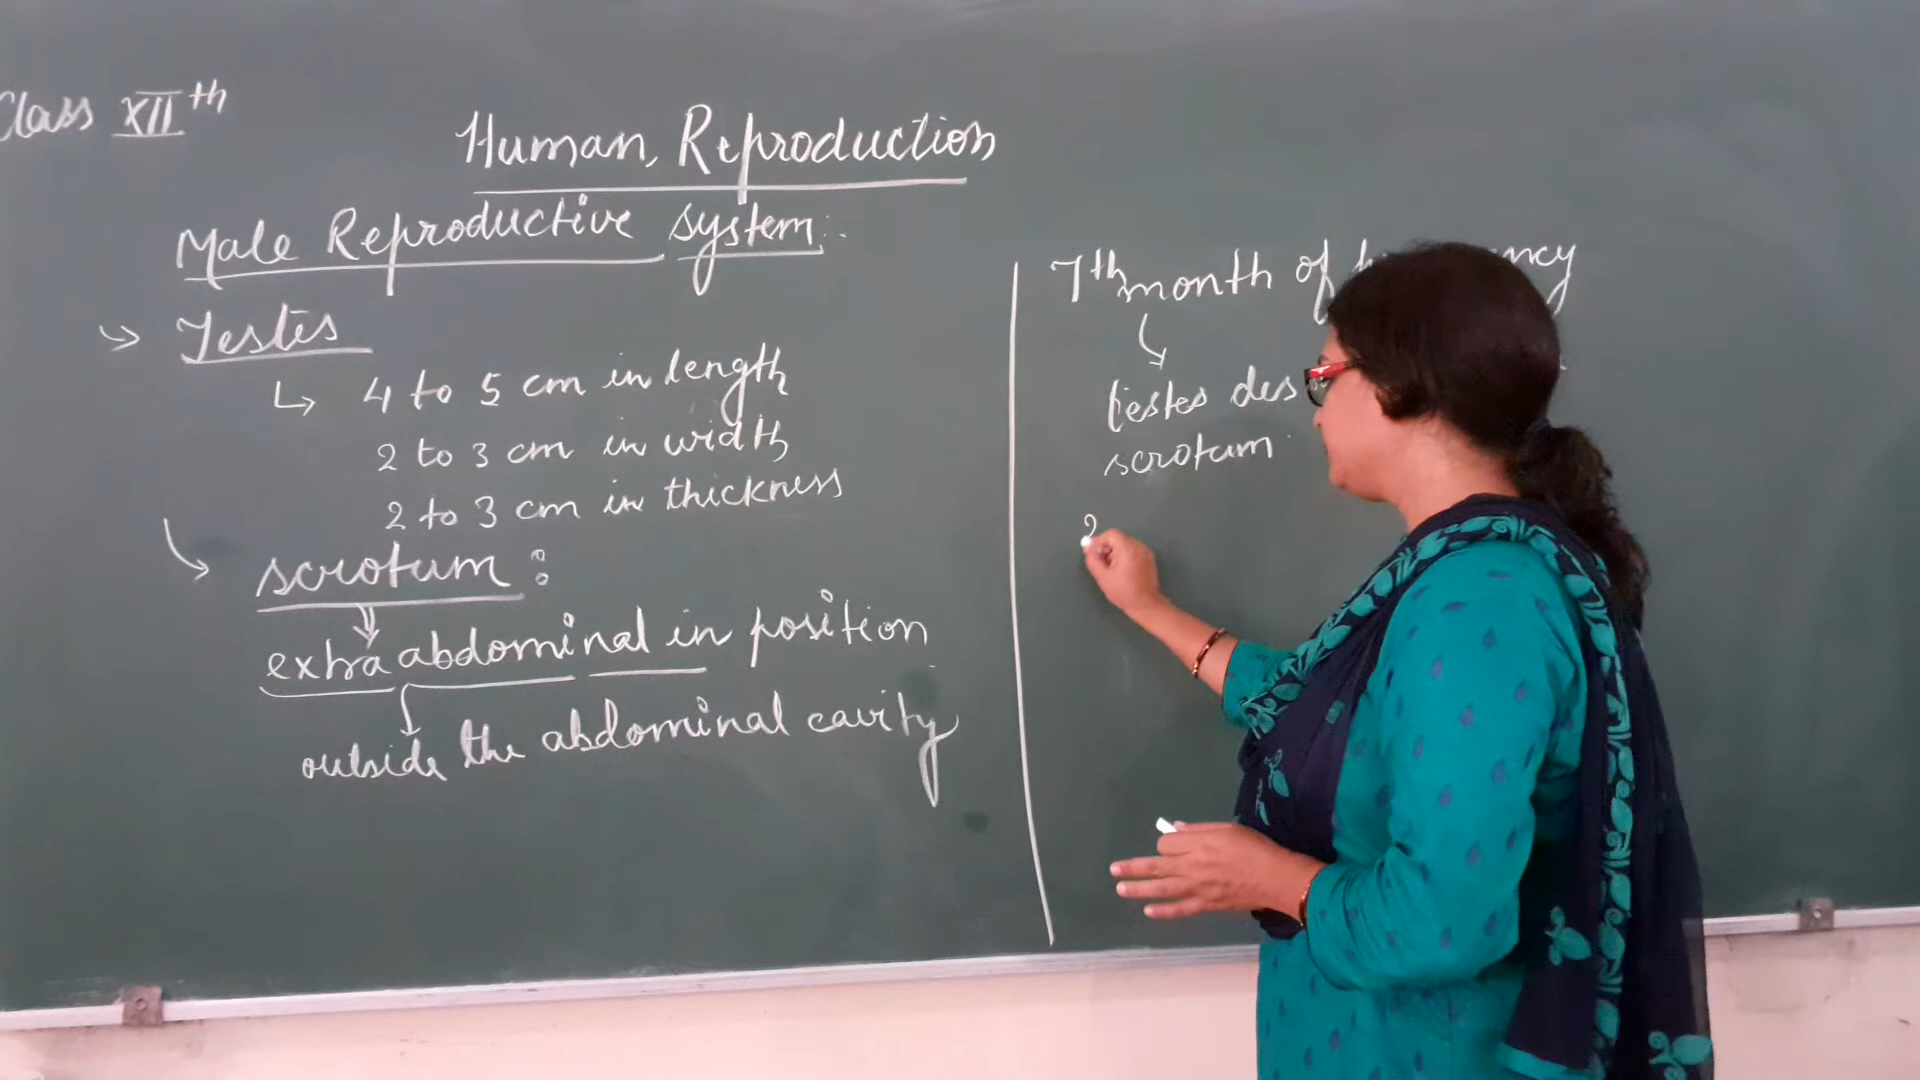 Class XIIth
Human Reproduction
Male Reproductive system:
Testes
4 to 5 cm in length
2 to 3 cm in width
2 to 3 cm in thickness
scrotum :
extra abdominal in position
outside the abdominal cavity
7th month of
testes des
scrotum
2